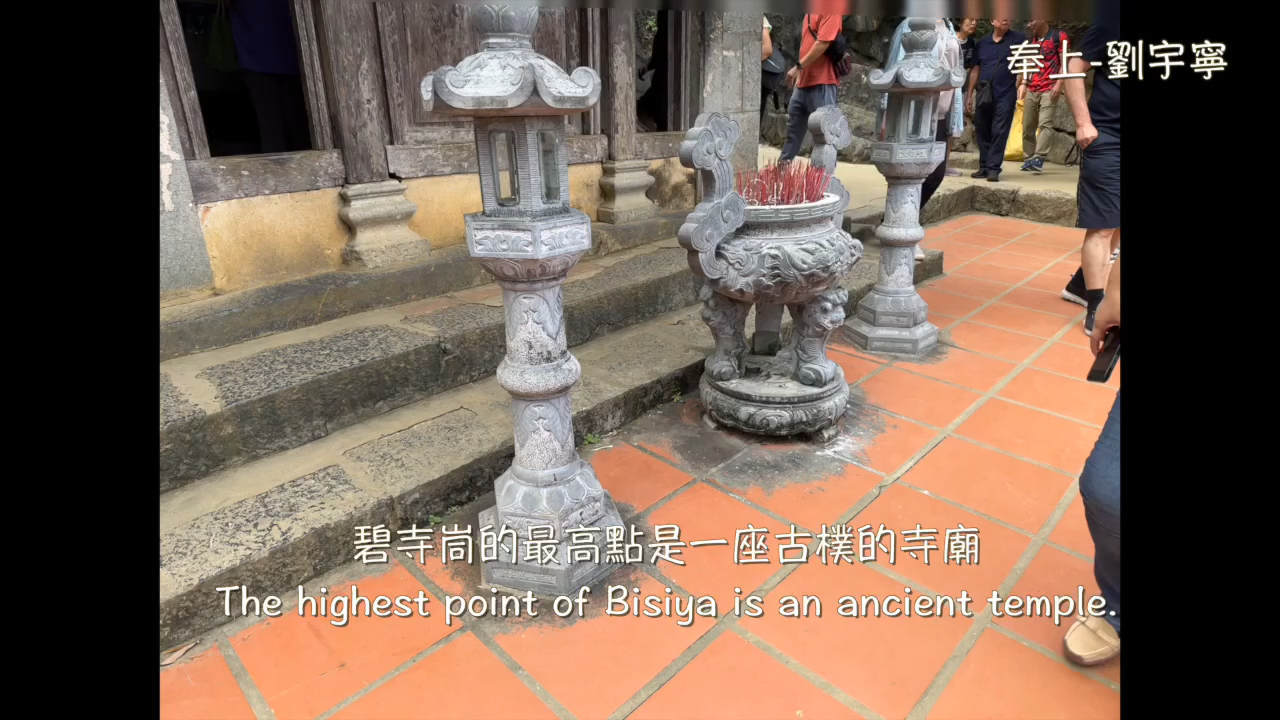 奉上-劉宇寧
碧寺崗的最高點是一座古樸的寺廟
The highest point of Bisiya is an ancient temple.